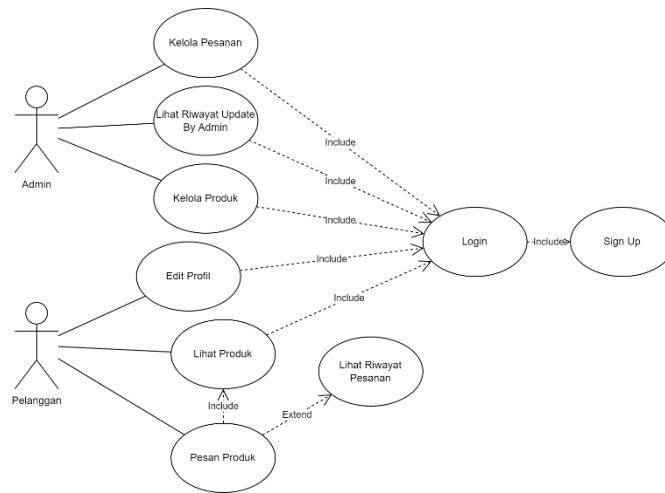 Kelola Pesanan
Lihat Riwayat Update
By Admin
Include
Admin
Include
Kelola Produk
Include
Login
Include
Sign Up
Edit Profil
Include
Include
Lihat Produk
Lihat Riwayat
Pesanan
Pelanggan
Include
Extend
Pesan Produk